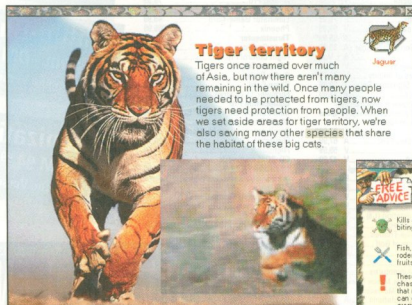 Tiger territory
Tigers once roamed over much
of Asia, but now there aren't many
remaining in the wild. Once many people
needed to be protected from tigers, now
tigers need protection from people. When
we set aside areas for tiger territory, we're
also saving many other species that share
the habitat of these big cats.
Jaguar
FREE
ADVICE
Kills
biting
Fish,
rode
fruits
These
chas
that
can